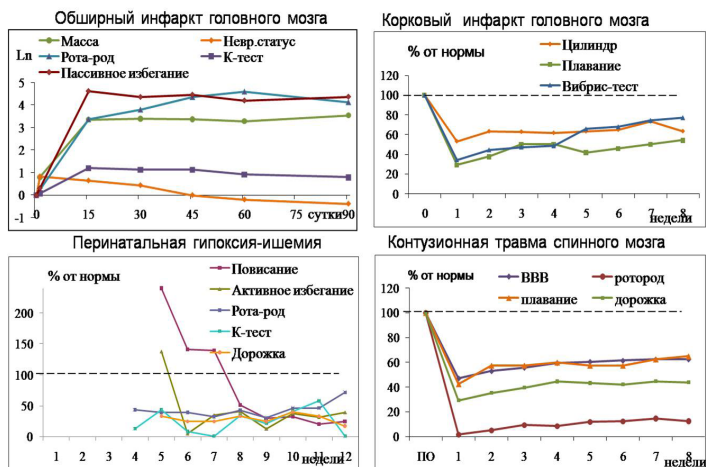 Обширный инфаркт головного мозга
Ln
Масса
Невр.статус
Рота-род
К-тест
Пассивное избегание
5
4
3
2
1
0
-1
0 15 30 45 60 75 сутки 90
Корковый инфаркт головного мозга
% от нормы
Цилиндр
Плавание
Вибрис-тест
120
100
80
60
40
20
0
0 1 2 3 4 5 6 7 8
недели
Перинатальная гипоксия-ишемия
% от нормы
Повисание
Активное избегание
Рота-род
К-тест
Дорожка
200
150
100
50
0
1 2 3 4 5 6 7 8 9 10 11 12
недели
Контузионная травма спинного мозга
% от нормы
ВВВ
ротород
плавание
дорожка
120
100
80
60
40
20
0
ПО 1 2 3 4 5 6 7 8
недели